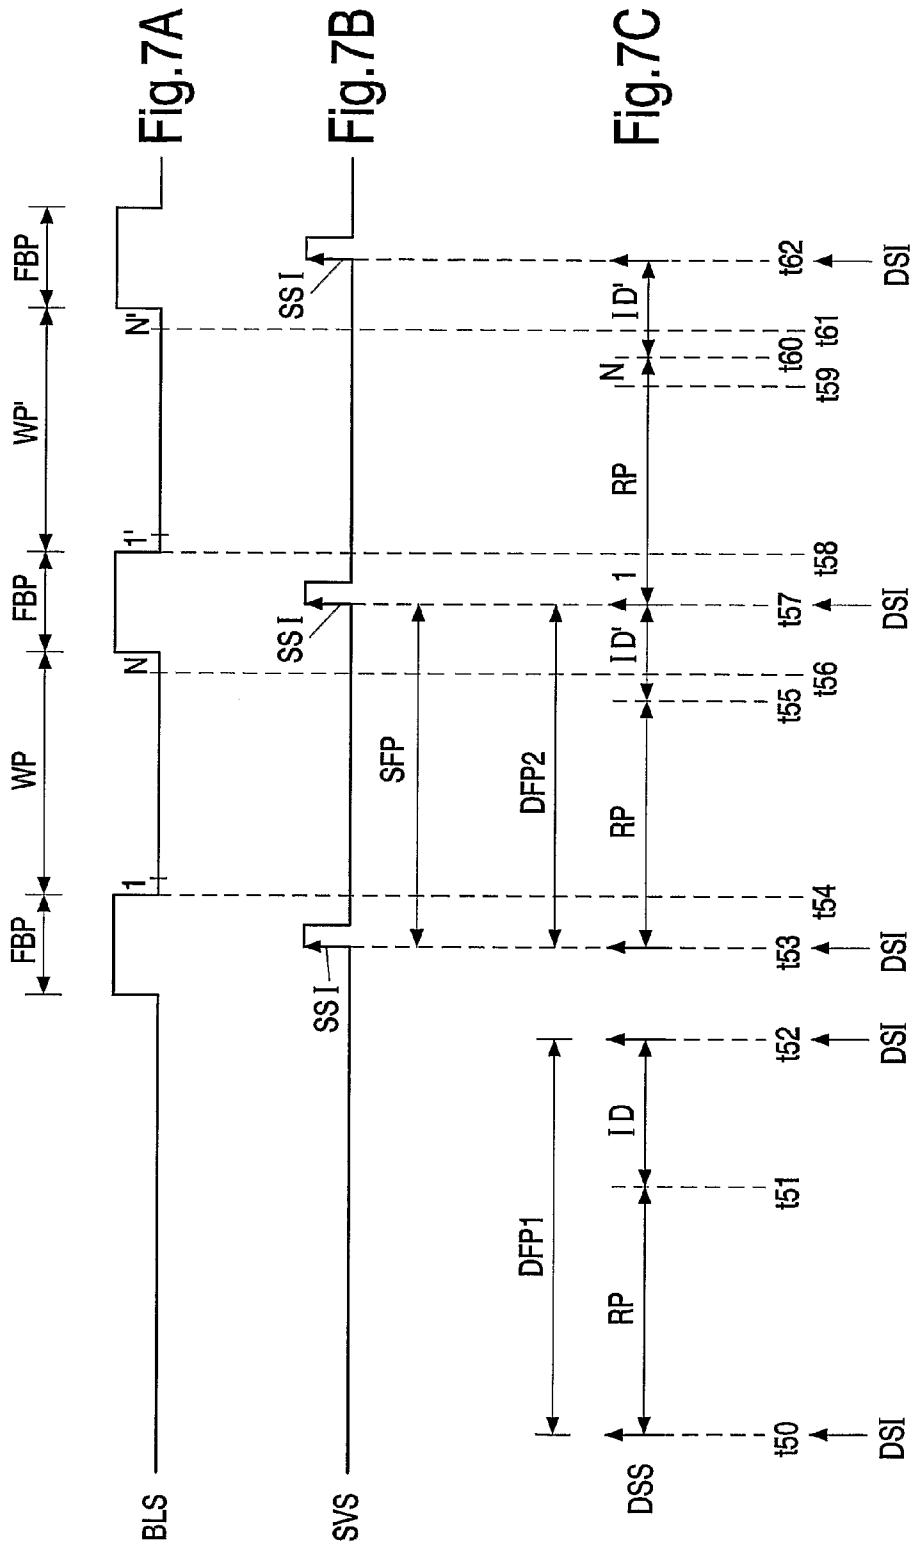 FBP WP FBP WP' FBP
BLS 1 N 1' N' Fig.7A
SVS SSI SSI SSI Fig.7B
SFP
DFP1 DFP2
DSS RP ID RP ID' 1 RP N ID' Fig.7C
t50 t51 t52 t53 t55 t57 t60 t62
t54 t56 t58 t59 t61
DSI DSI DSI DSI DSI